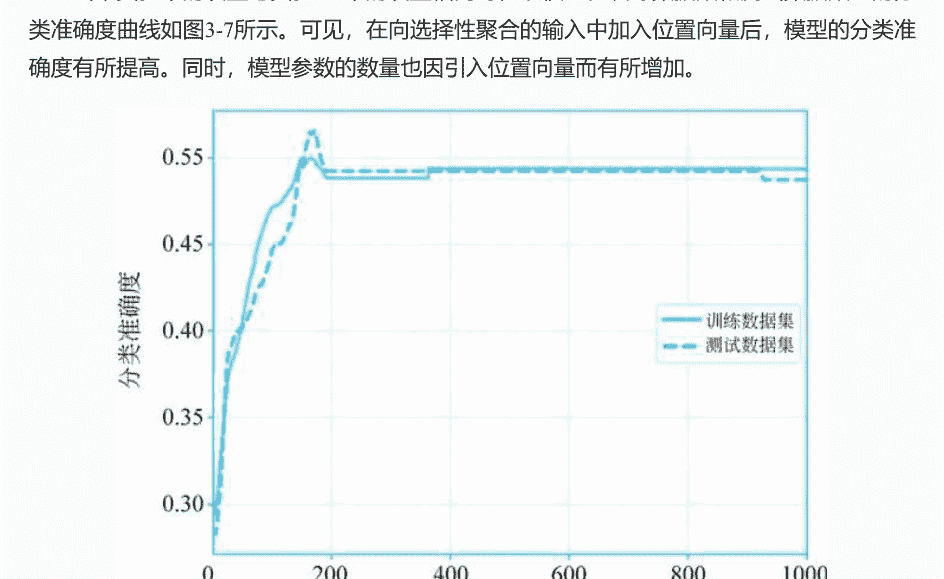 类准确度曲线如图3-7所示。可见，在向选择性聚合的输入中加入位置向量后，模型的分类准
确度有所提高。同时，模型参数的数量也因引入位置向量而有所增加。
0.55
0.45
0.40
0.35
0.30
分类准确度
训练数据集
测试数据集
0 200 400 600 800 1000